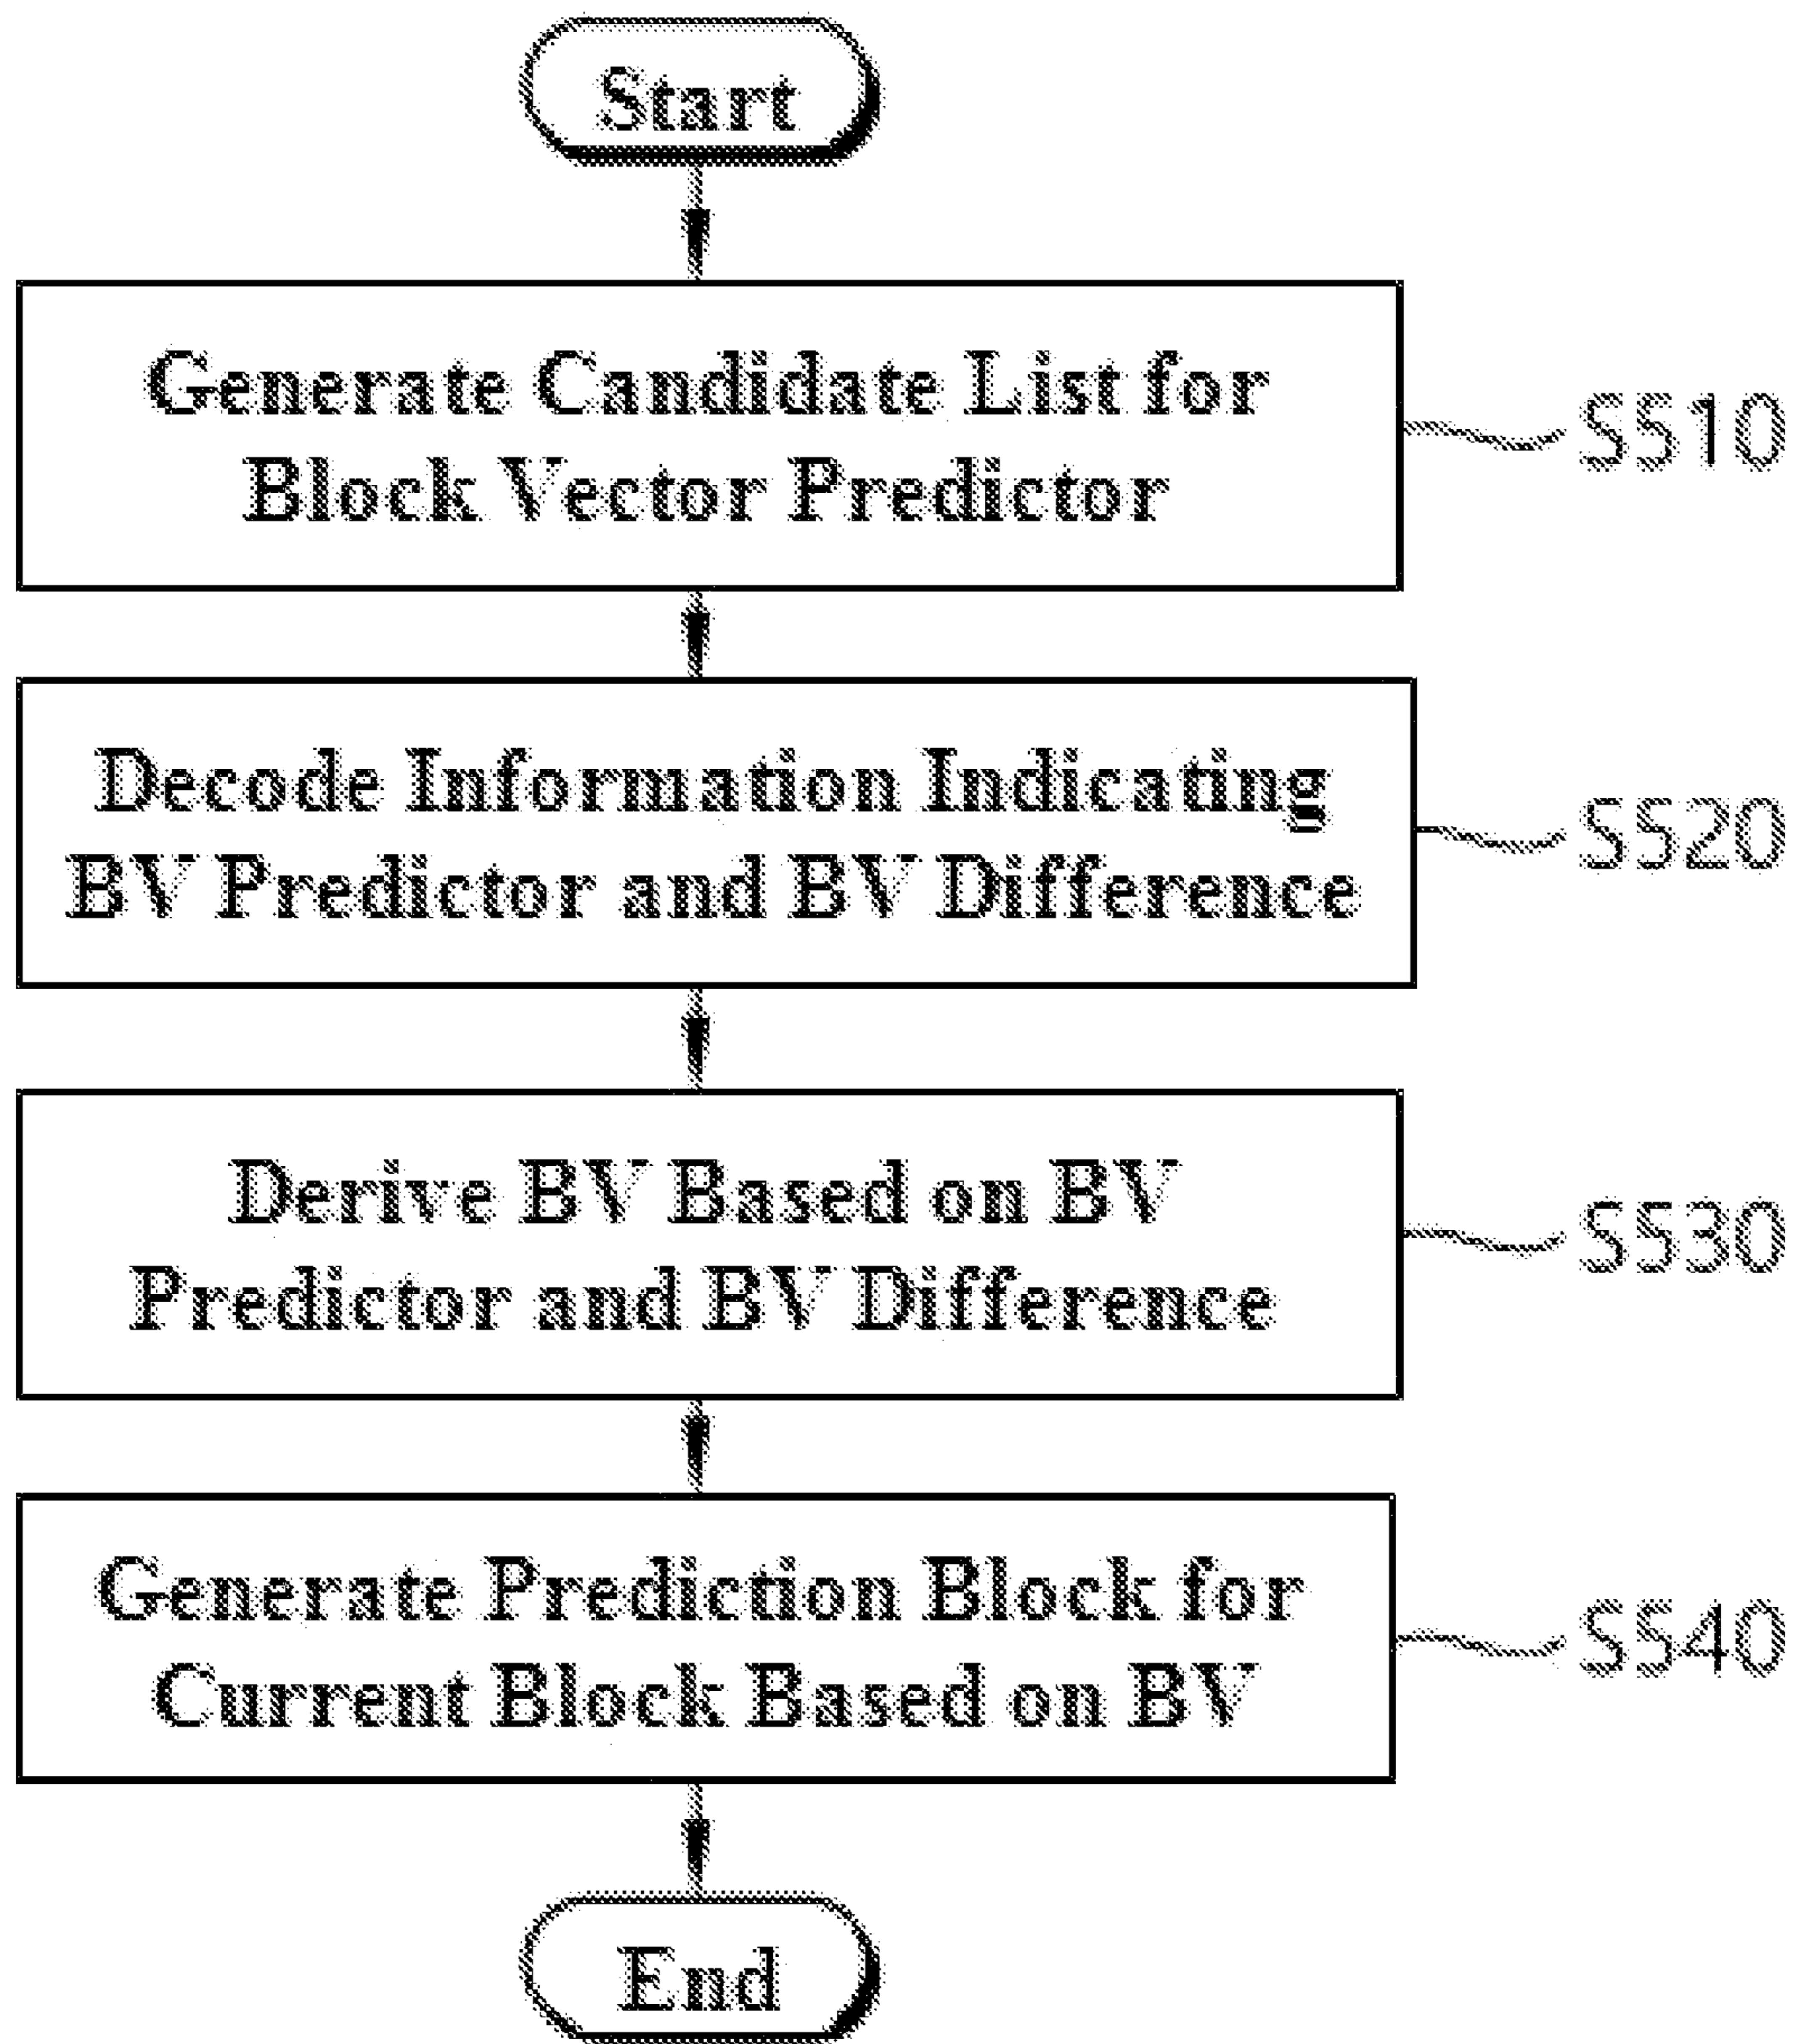 Start
Generate Candidate List for
Block Vector Predictor
S510
Decode Information Indicating
BV Predictor and BV Difference
S520
Derive BV Based on BV
Predictor and BV Difference
S530
Generate Prediction Block for
Current Block Based on BV
S540
End